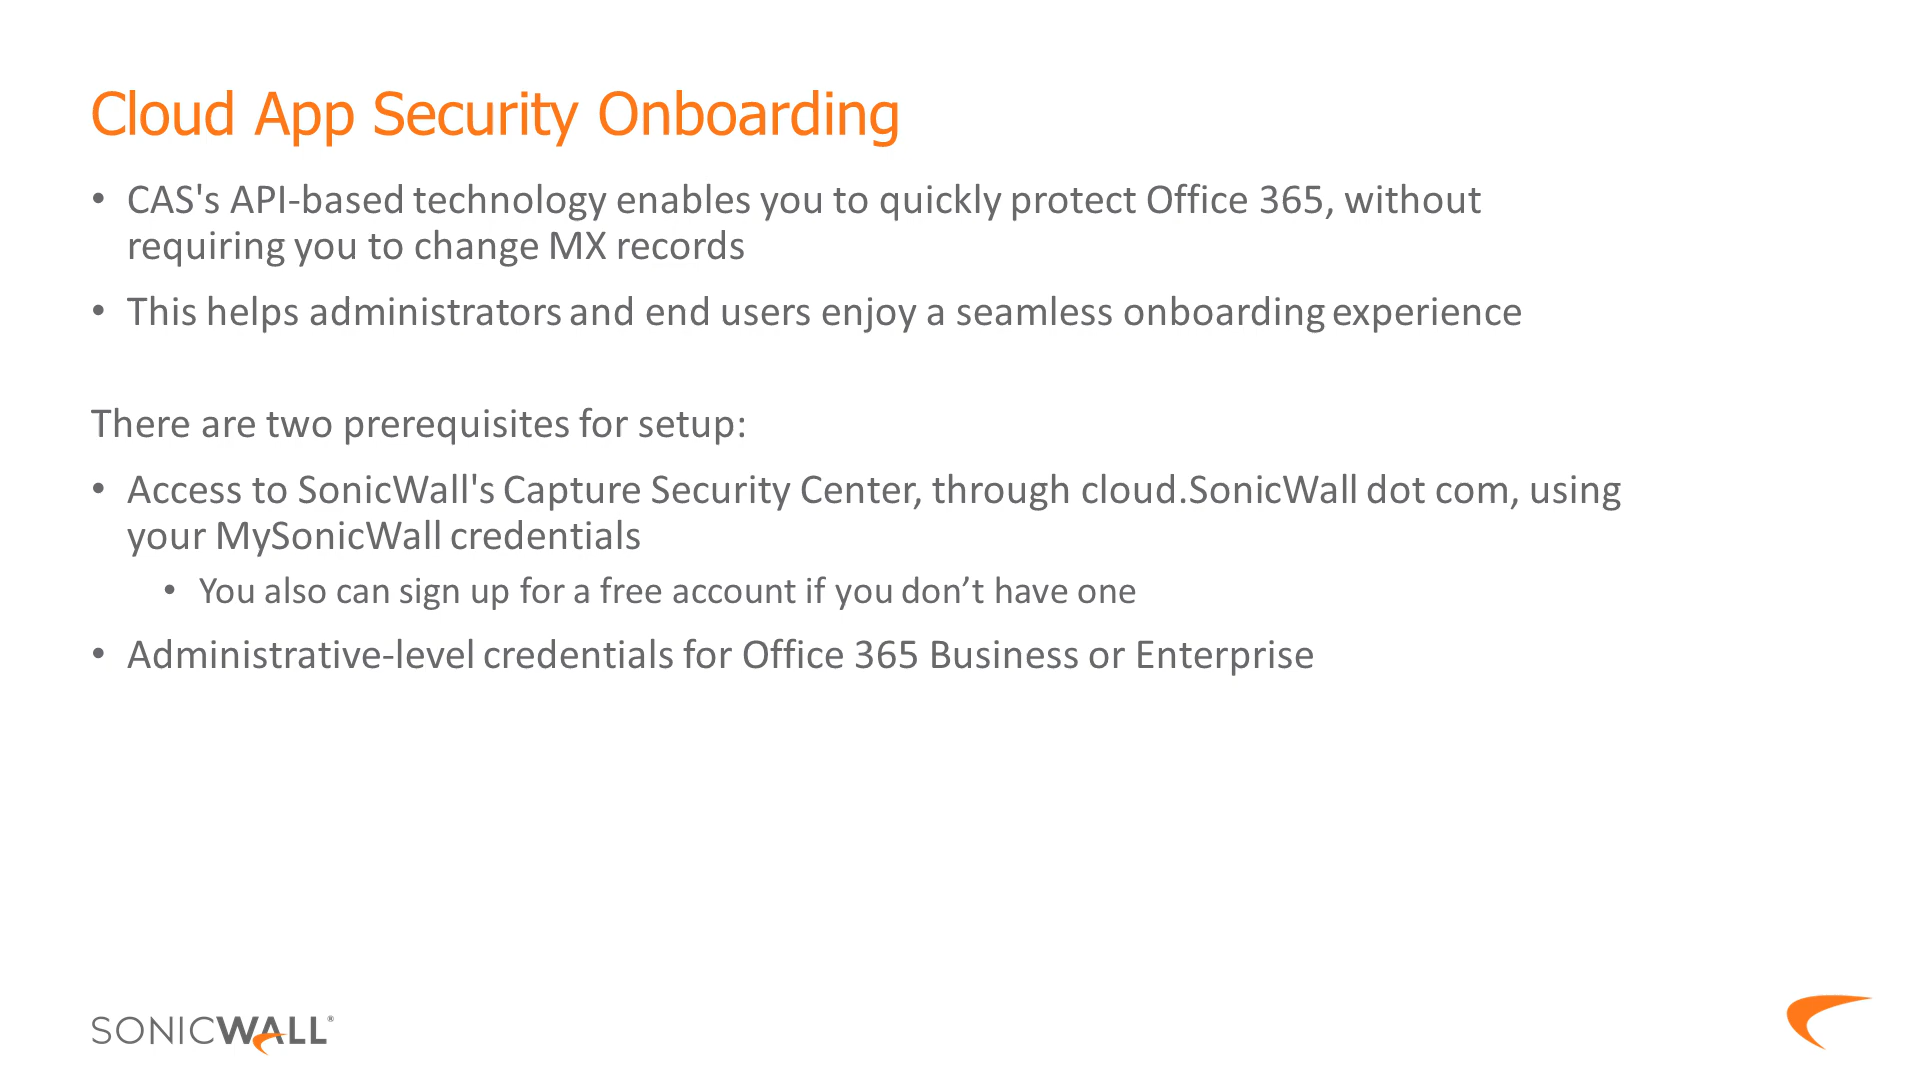 Cloud App Security Onboarding
• CAS's API-based technology enables you to quickly protect Office 365, without
requiring you to change MX records
• This helps administrators and end users enjoy a seamless onboarding experience
There are two prerequisites for setup:
• Access to SonicWall's Capture Security Center, through cloud.SonicWall dot com, using
your MySonicWall credentials
• You also can sign up for a free account if you don’t have one
• Administrative-level credentials for Office 365 Business or Enterprise
SONICWALL®